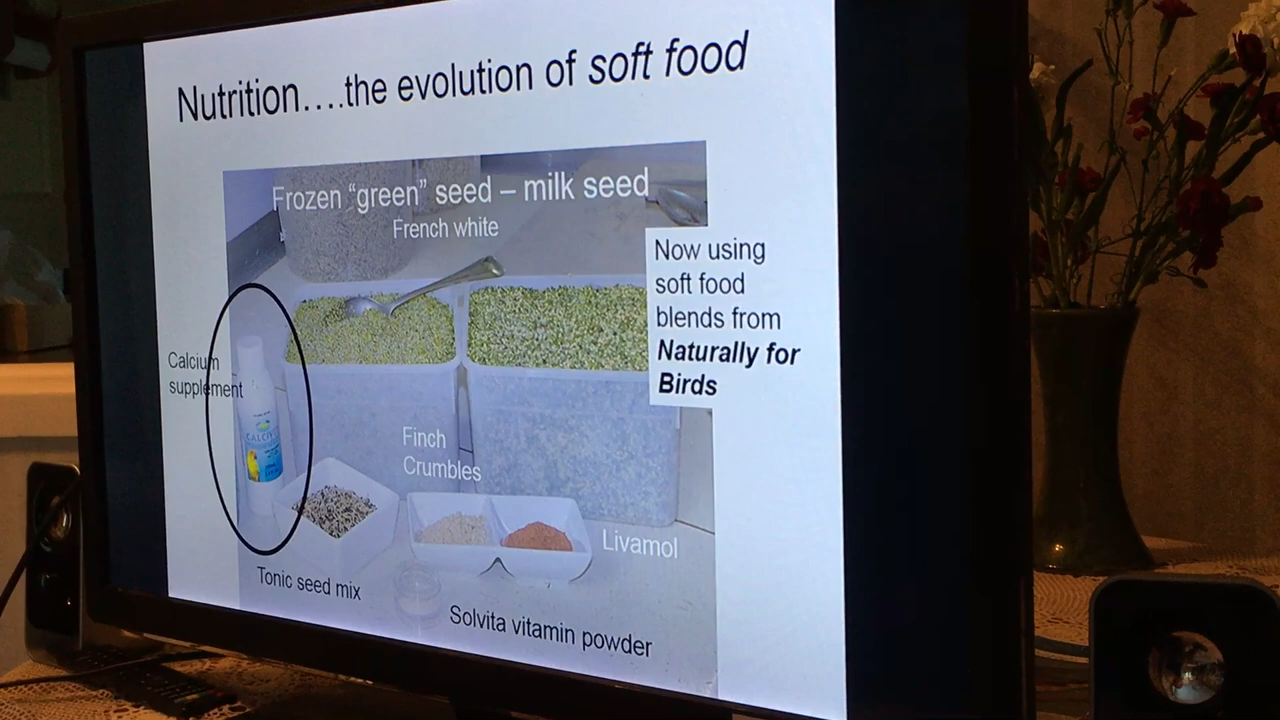 Nutrition….the evolution of soft food
Frozen “green” seed – milk seed
French white
Now using
soft food
blends from
Naturally for
Birds
Calcium
supplement
CALCIV
Finch
Crumbles
Livamol
Tonic seed mix
Solvita vitamin powder